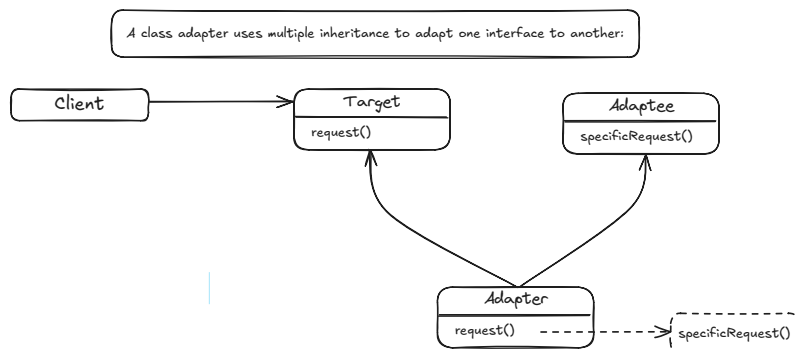 A class adapter uses multiple inheritance to adapt one interface to another:
Client
Target
request()
Adaptee
specificRequest()
Adapter
request()
specificRequest()